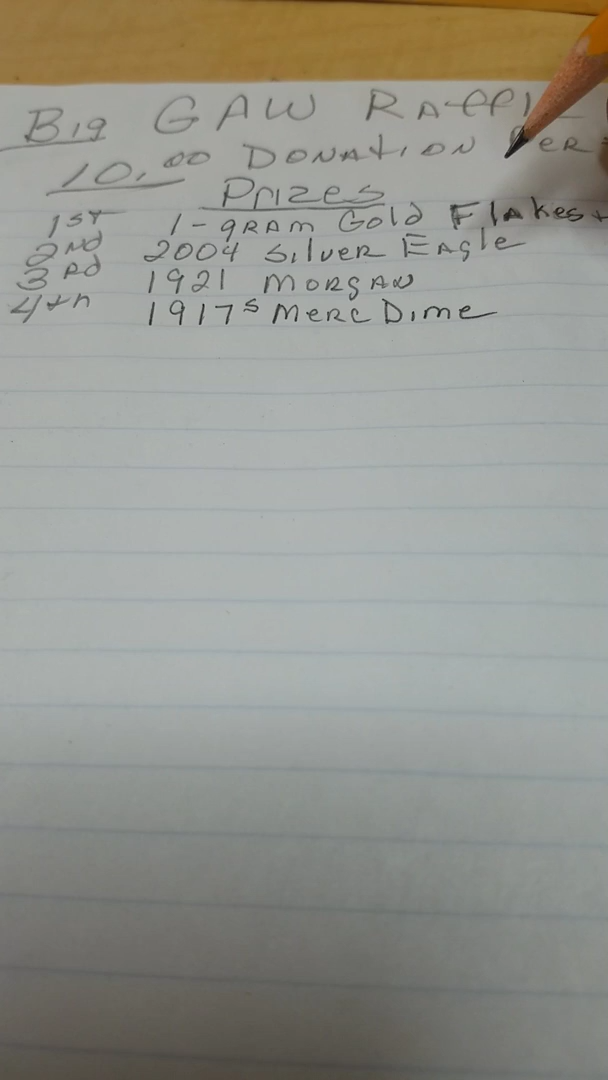 Big GAW Raffl
10.00 DONAtION PER
Prizes
1ST 1-gRAM Gold Flakes +
2ND 2004 Silver EAgle
3RD 1921 MorgAN
4th 1917s Merc Dime